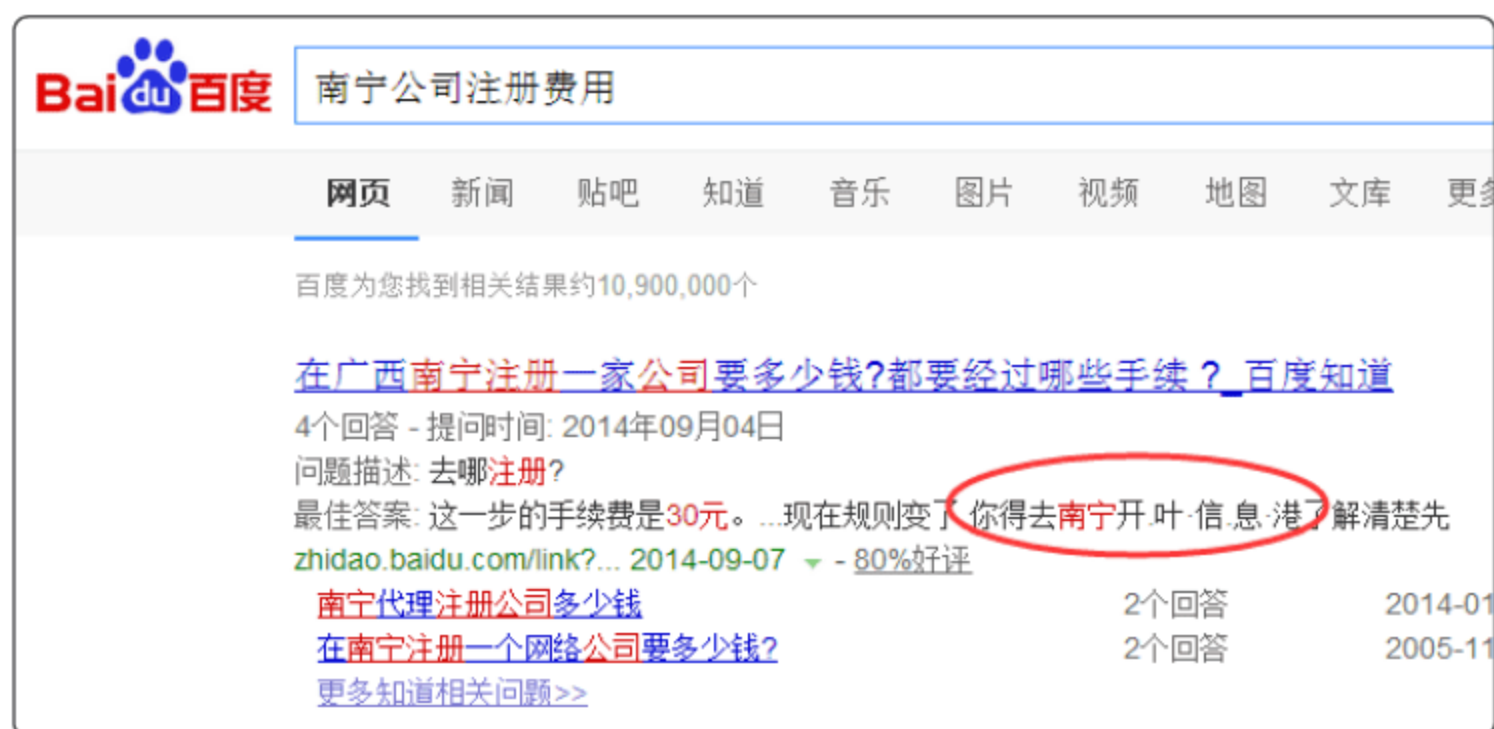 Bai du 百度 南宁公司注册费用
网页 新闻 贴吧 知道 音乐 图片 视频 地图 文库 更多
百度为您找到相关结果约10,900,000个
在广西南宁注册一家公司要多少钱?都要经过哪些手续 ?_百度知道
4个回答 - 提问时间: 2014年09月04日
问题描述: 去哪注册?
最佳答案: 这一步的手续费是30元。...现在规则变了 你得去南宁开.叶·信.息·港了解清楚先
zhidao.baidu.com/link?... 2014-09-07 - 80%好评
南宁代理注册公司多少钱 2个回答 2014-01
在南宁注册一个网络公司要多少钱? 2个回答 2005-11
更多知道相关问题>>